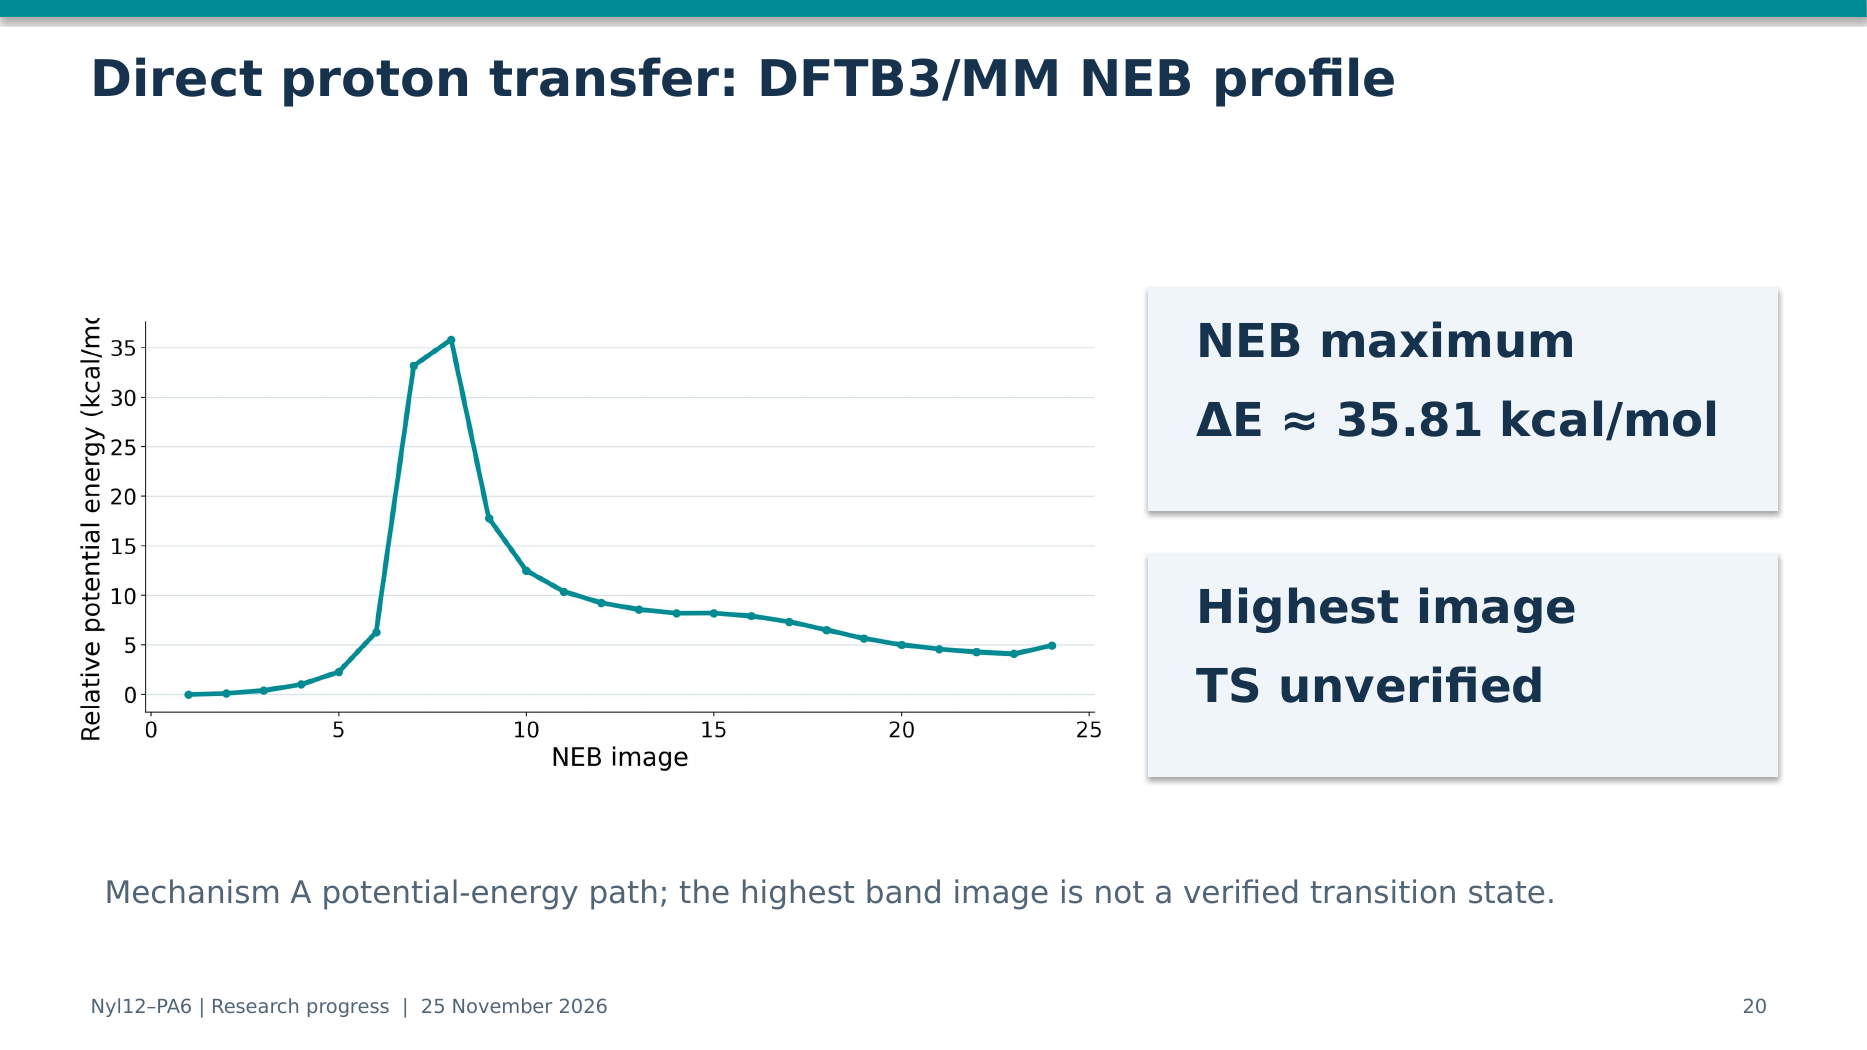 Direct proton transfer: DFTB3/MM NEB profile
Relative potential energy (kcal/mo
35
30
25
20
15
10
5
0
0 5 10 15 20 25
NEB image
NEB maximum
ΔE ≈ 35.81 kcal/mol
Highest image
TS unverified
Mechanism A potential-energy path; the highest band image is not a verified transition state.
Nyl12–PA6 | Research progress | 25 November 2026
20